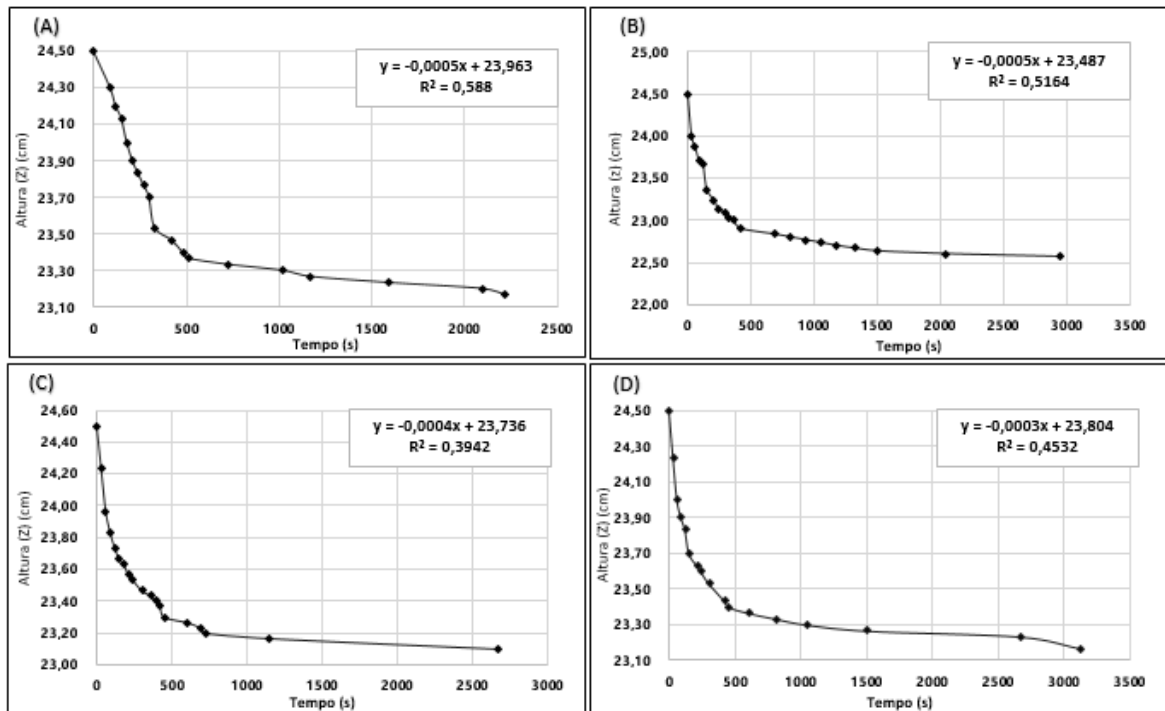 (A)
y = -0,0005x + 23,963
R² = 0,588
Altura (Z) (cm)
24,50
24,30
24,10
23,90
23,70
23,50
23,30
23,10
0 500 1000 1500 2000 2500
Tempo (s)
(B)
y = -0,0005x + 23,487
R² = 0,5164
Altura (z) (cm)
25,00
24,50
24,00
23,50
23,00
22,50
22,00
0 500 1000 1500 2000 2500 3000 3500
Tempo (s)
(C)
y = -0,0004x + 23,736
R² = 0,3942
Altura (Z) (cm)
24,60
24,40
24,20
24,00
23,80
23,60
23,40
23,20
23,00
0 500 1000 1500 2000 2500 3000
Tempo (s)
(D)
y = -0,0003x + 23,804
R² = 0,4532
Altura (Z) (cm)
24,50
24,30
24,10
23,90
23,70
23,50
23,30
23,10
0 500 1000 1500 2000 2500 3000 3500
Tempo (s)